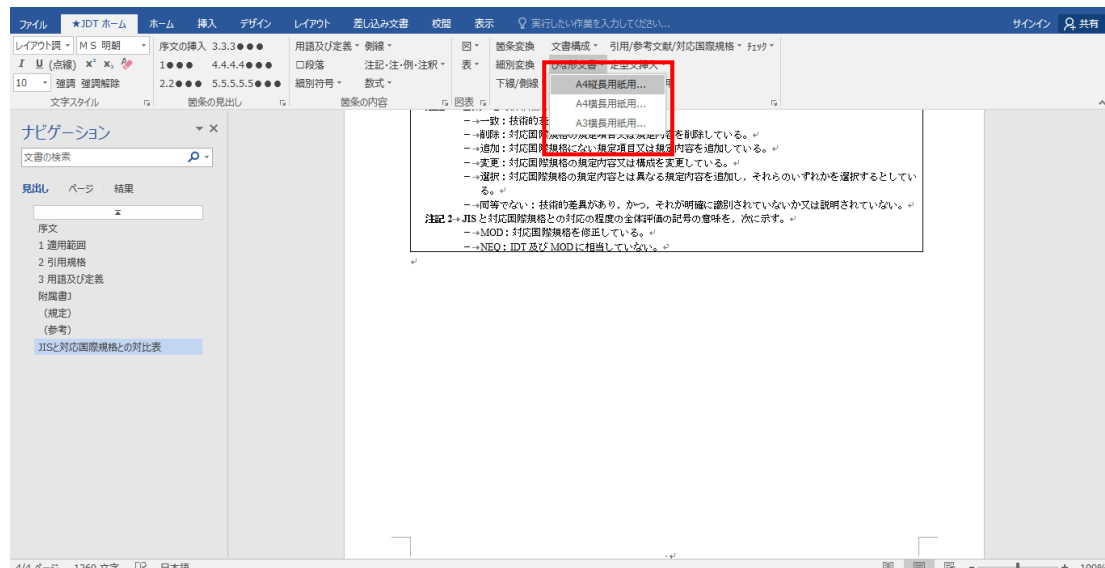 ファイル ★JDT ホーム ホーム 挿入 デザイン レイアウト 差し込み文書 校閲 表示 実行したい作業を入力してください... サインイン 共有
レイアウト調 ＭＳ 明朝 序文の挿入 3.3.3●●● 用語及び定義 側線 図 箇条変換 文書構成 引用/参考文献/対応国際規格 ﾁｪｯｸ
I U (点線) x² x₂ 1●●● 4.4.4.4●●● 口段落 注記･注･例･注釈 表 細別変換 ひな形文書 定型文挿入
10 強調 強調解除 2.2●●● 5.5.5.5.5●●● 細別符号 数式 下線/側線 A4縦長用紙用...
文字スタイル 箇条の見出し 箇条の内容 図表 A4横長用紙用...
A3横長用紙用...
ナビゲーション
文書の検索
見出し ページ 結果
序文
1 適用範囲
2 引用規格
3 用語及び定義
附属書J
(規定)
(参考)
JISと対応国際規格との対比表
－→一致：技術的
－→削除：対応国際規格の規定項目又は規定内容を削除している。↵
－→追加：対応国際規格にない規定項目又は規定内容を追加している。↵
－→変更：対応国際規格の規定内容又は構成を変更している。↵
－→選択：対応国際規格の規定内容とは異なる規定内容を追加し，それらのいずれかを選択するとしてい
る。↵
－→同等でない：技術的差異があり，かつ，それが明確に識別されていないか又は説明されていない。↵
注記 2→JIS と対応国際規格との対応の程度の全体評価の記号の意味を，次に示す。↵
－→MOD：対応国際規格を修正している。↵
－→NEQ：IDT 及び MOD に相当していない。↵
4/4 ページ 1260 文字 日本語 100%